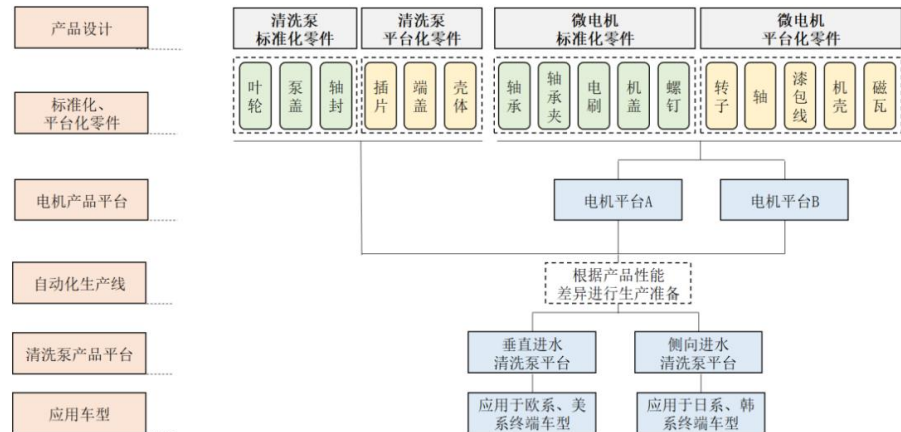 产品设计
清洗泵
标准化零件
清洗泵
平台化零件
微电机
标准化零件
微电机
平台化零件
标准化、
平台化零件
叶轮
泵盖
轴封
插片
端盖
壳体
轴承
轴承夹
电刷
机盖
螺钉
转子
轴
漆包线
机壳
磁瓦
电机产品平台
电机平台A
电机平台B
自动化生产线
根据产品性能
差异进行生产准备
清洗泵产品平台
垂直进水
清洗泵平台
侧向进水
清洗泵平台
应用车型
应用于欧系、美
系终端车型
应用于日系、韩
系终端车型